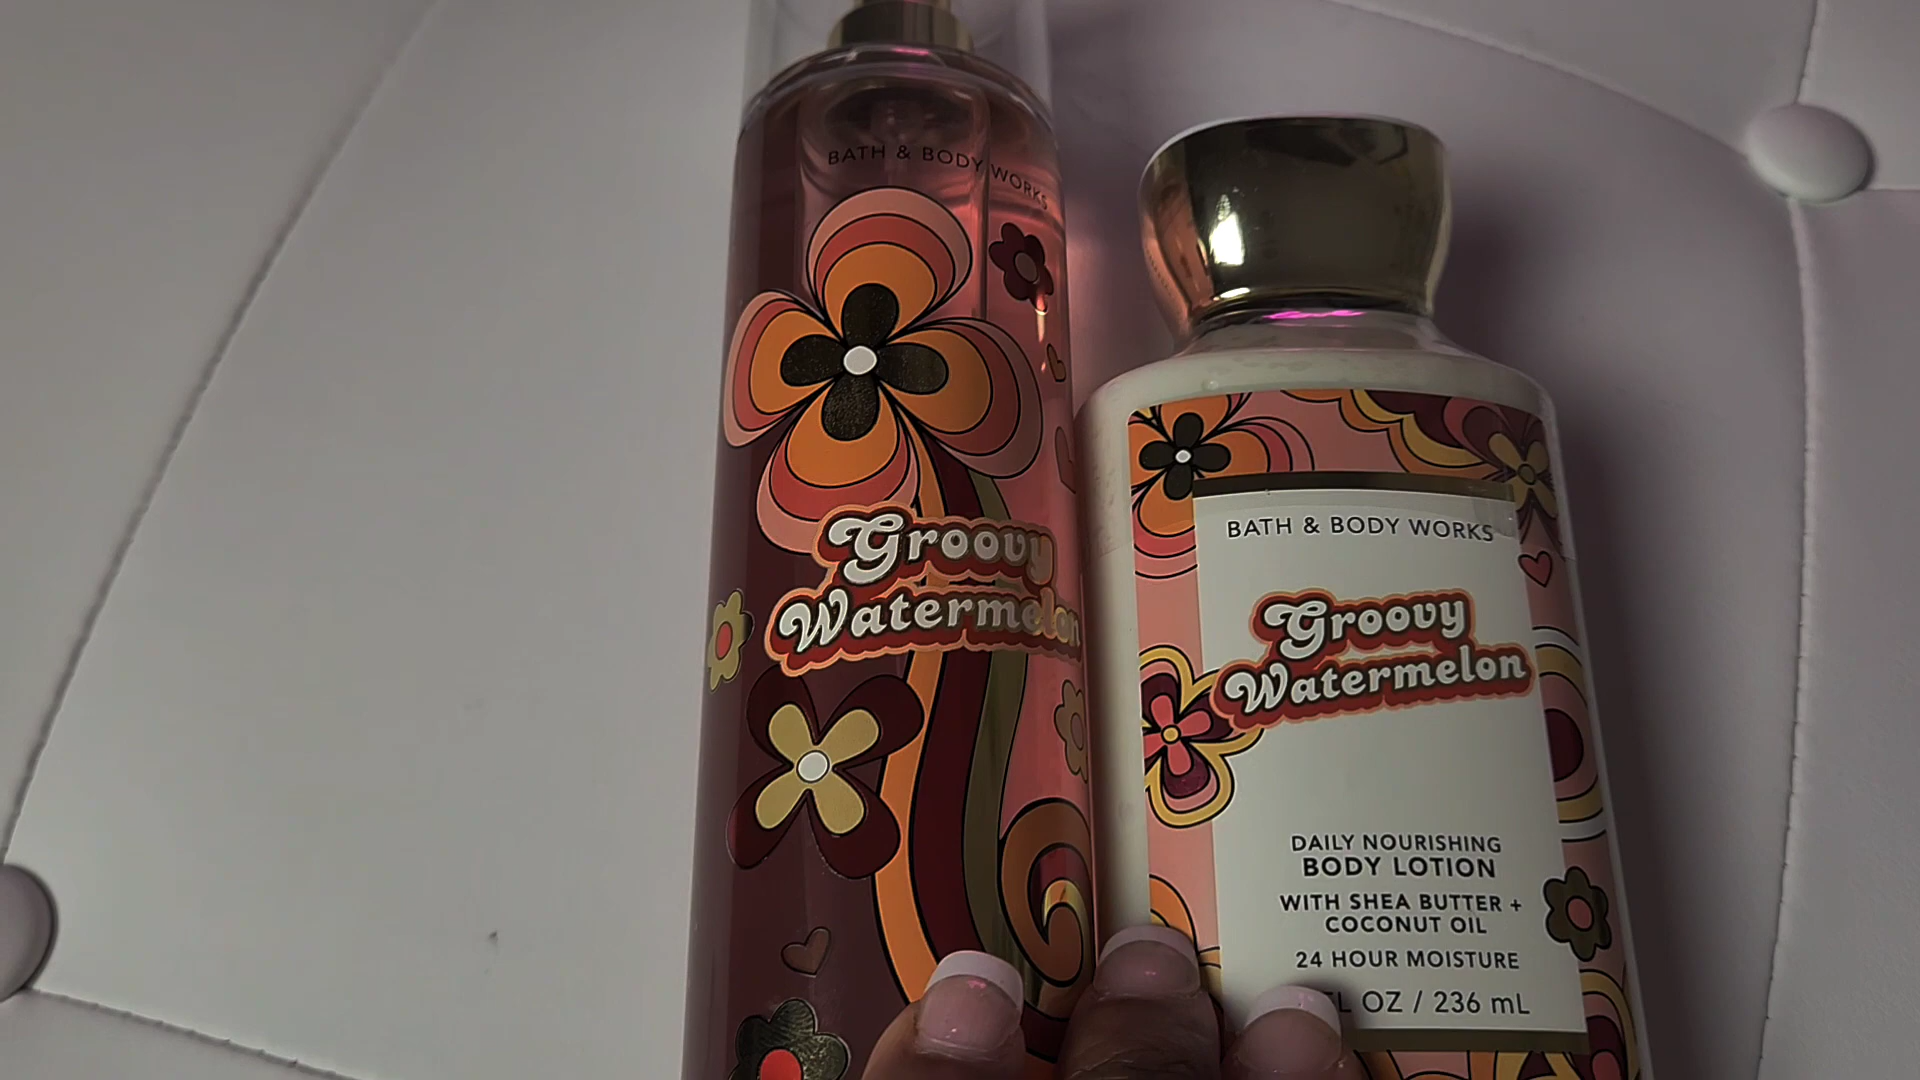 BATH & BODY WORKS
Groovy
Watermelon
BATH & BODY WORKS
Groovy
Watermelon
DAILY NOURISHING
BODY LOTION
WITH SHEA BUTTER +
COCONUT OIL
24 HOUR MOISTURE
FL OZ / 236 mL